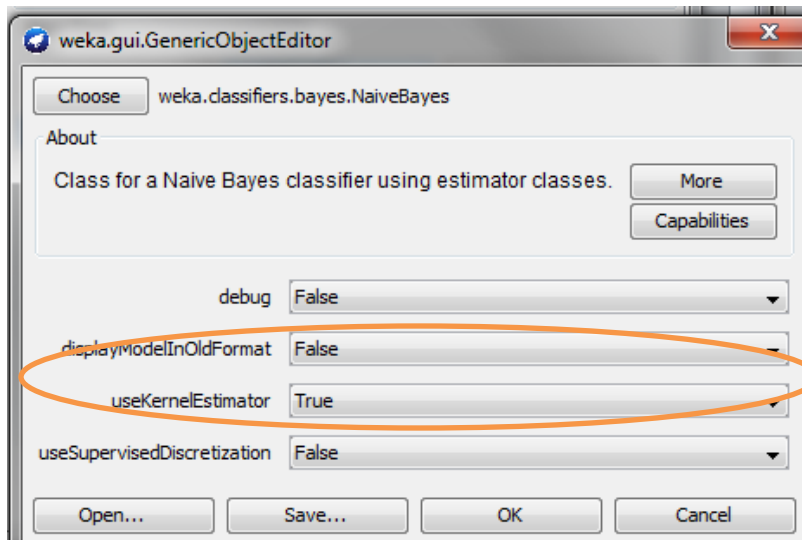 weka.gui.GenericObjectEditor
X
Choose weka.classifiers.bayes.NaiveBayes
About
Class for a Naive Bayes classifier using estimator classes. More
Capabilities
debug False
displayModelInOldFormat False
useKernelEstimator True
useSupervisedDiscretization False
Open... Save... OK Cancel